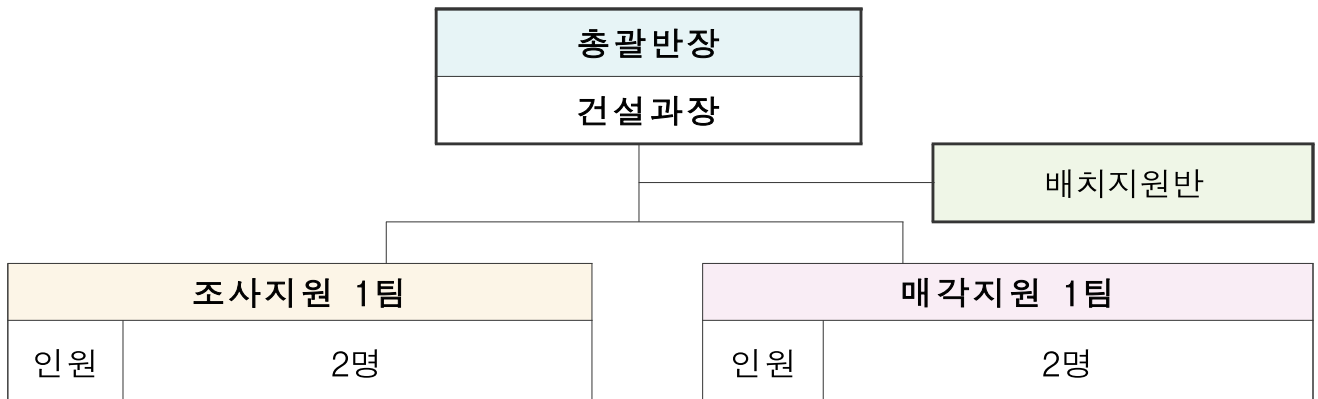 총괄반장
건설과장
배치지원반
조사지원 1팀
매각지원 1팀
인원 2명
인원 2명